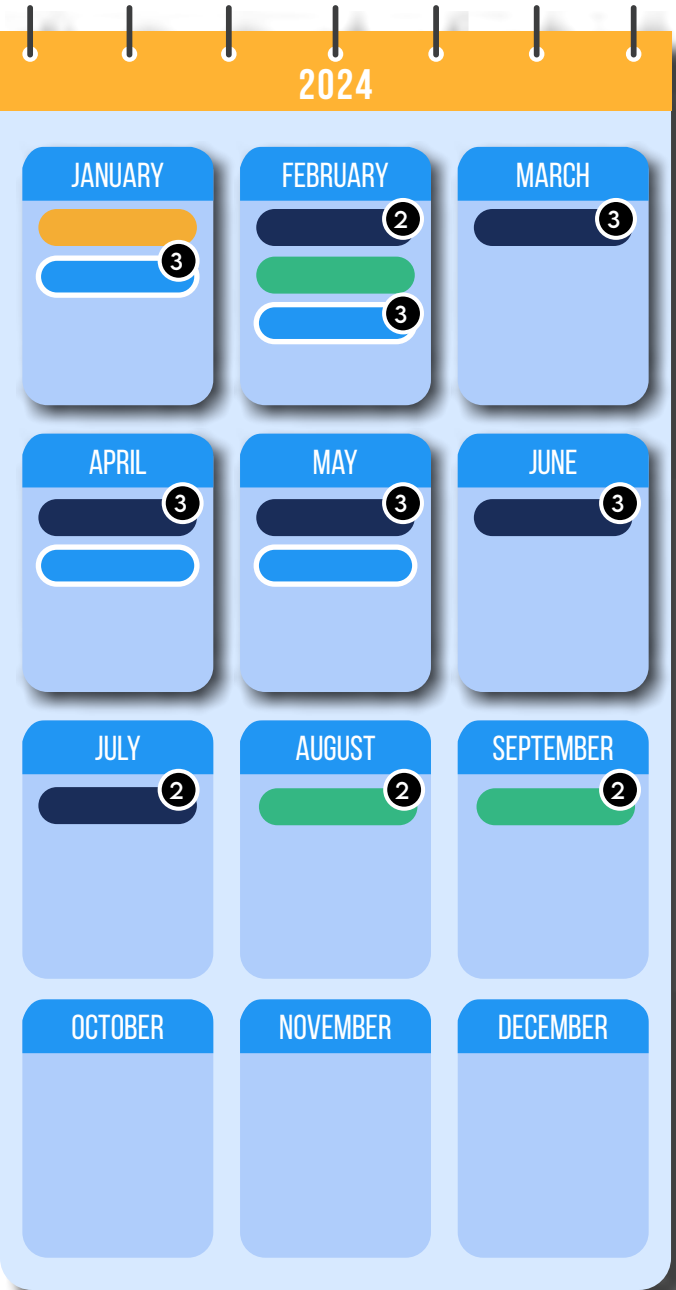 2024
JANUARY
3
FEBRUARY
2
3
MARCH
3
APRIL
3
MAY
3
JUNE
3
JULY
2
AUGUST
2
SEPTEMBER
2
OCTOBER
NOVEMBER
DECEMBER